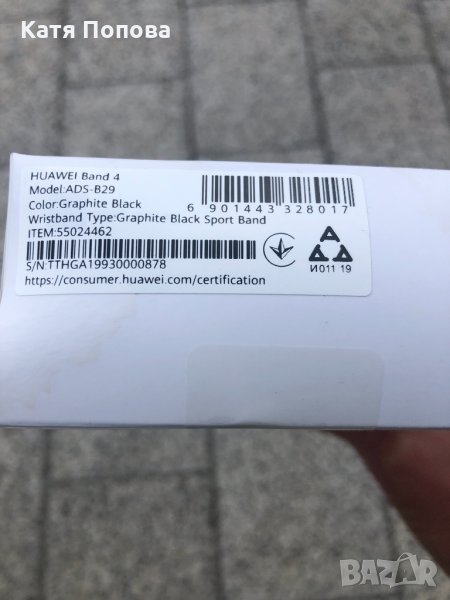 Катя Попова
HUAWEI Band 4
Model:ADS-B29
Color:Graphite Black
Wristband Type:Graphite Black Sport Band
ITEM:55024462
6 901443 328017
S/N:TTHGA19930000878
И011 19
https://consumer.huawei.com/certification
BAZAR